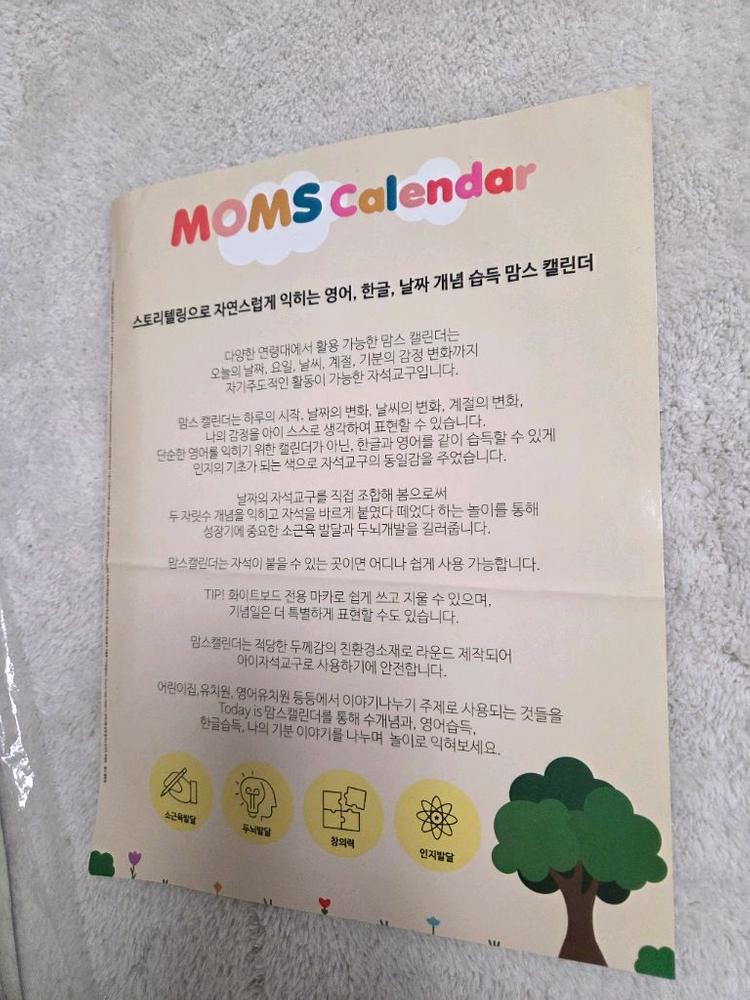 MOMS Calendar
스토리텔링으로 자연스럽게 익히는 영어, 한글, 날짜 개념 습득 맘스 캘린더
다양한 연령대에서 활용 가능한 맘스 캘린더는
오늘의 날짜, 요일, 날씨, 계절, 기분의 감정 변화까지
자기주도적인 활동이 가능한 자석교구입니다.
맘스 캘린더는 하루의 시작, 날짜의 변화, 날씨의 변화, 계절의 변화,
나의 감정을 아이 스스로 생각하여 표현할 수 있습니다.
단순한 영어를 익히기 위한 캘린더가 아닌, 한글과 영어를 같이 습득할 수 있게
인지의 기초가 되는 색으로 자석교구의 동일감을 주었습니다.
날짜의 자석교구를 직접 조합해 봄으로써
두 자릿수 개념을 익히고 자석을 바르게 붙였다 떼었다 하는 놀이를 통해
성장기에 중요한 소근육 발달과 두뇌개발을 길러줍니다.
맘스캘린더는 자석이 붙을 수 있는 곳이면 어디나 쉽게 사용 가능합니다.
TIP! 화이트보드 전용 마카로 쉽게 쓰고 지울 수 있으며,
기념일은 더 특별하게 표현할 수도 있습니다.
맘스캘린더는 적당한 두께감의 친환경소재로 라운드 제작되어
아이자석교구로 사용하기에 안전합니다.
어린이집,유치원, 영어유치원 등등에서 이야기나누기 주제로 사용되는 것들을
Today is 맘스캘린더를 통해 수개념과, 영어습득,
한글습득, 나의 기분 이야기를 나누며 놀이로 익혀보세요.
소근육발달
두뇌발달
창의력
인지발달